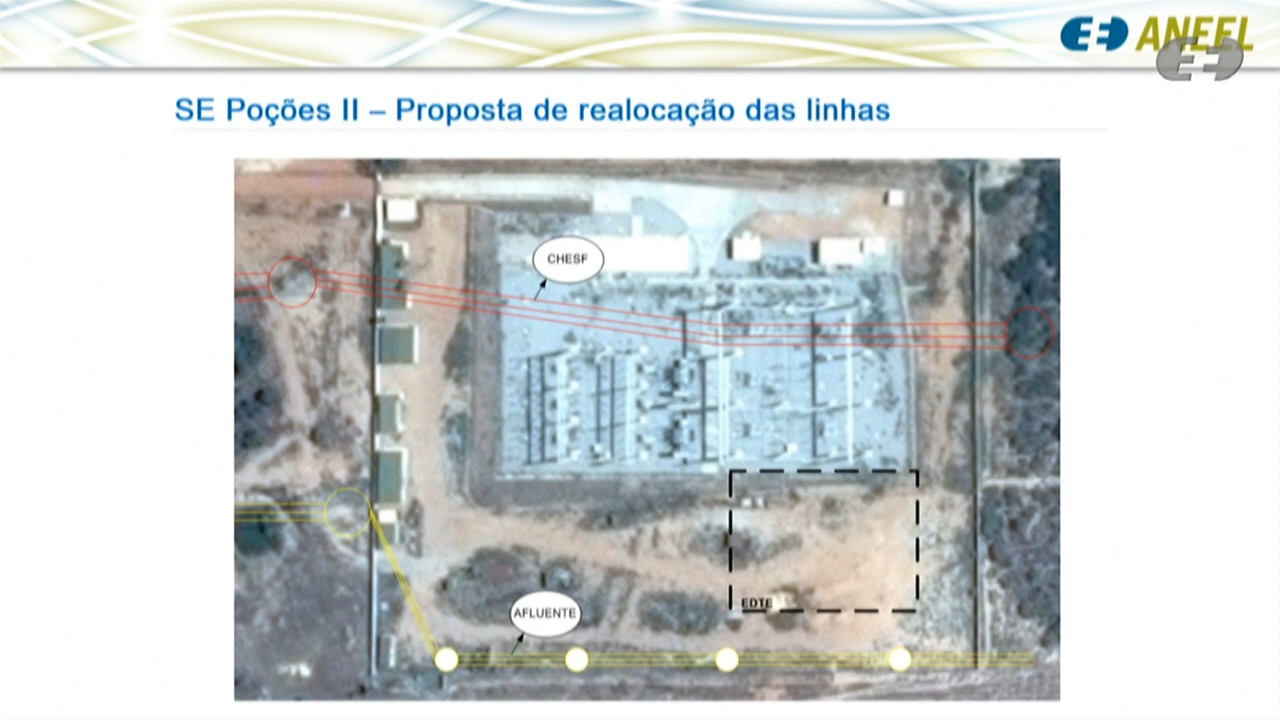 ANEEL
SE Poções II – Proposta de realocação das linhas
CHESF
EDTE
AFLUENTE